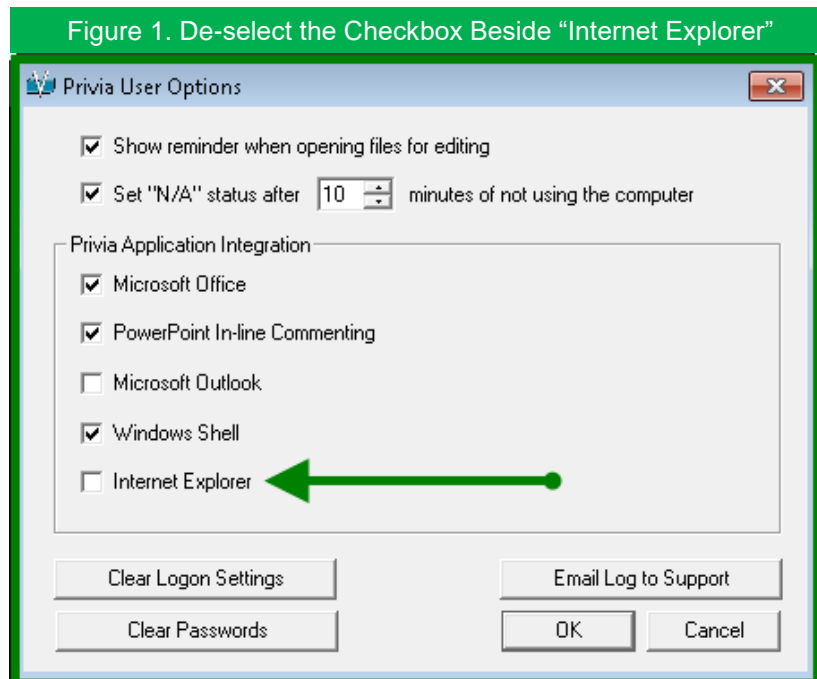 Figure 1. De-select the Checkbox Beside “Internet Explorer”
Privia User Options
Show reminder when opening files for editing
Set "N/A" status after 10 minutes of not using the computer
Privia Application Integration
Microsoft Office
PowerPoint In-line Commenting
Microsoft Outlook
Windows Shell
Internet Explorer
Clear Logon Settings Email Log to Support
Clear Passwords OK Cancel